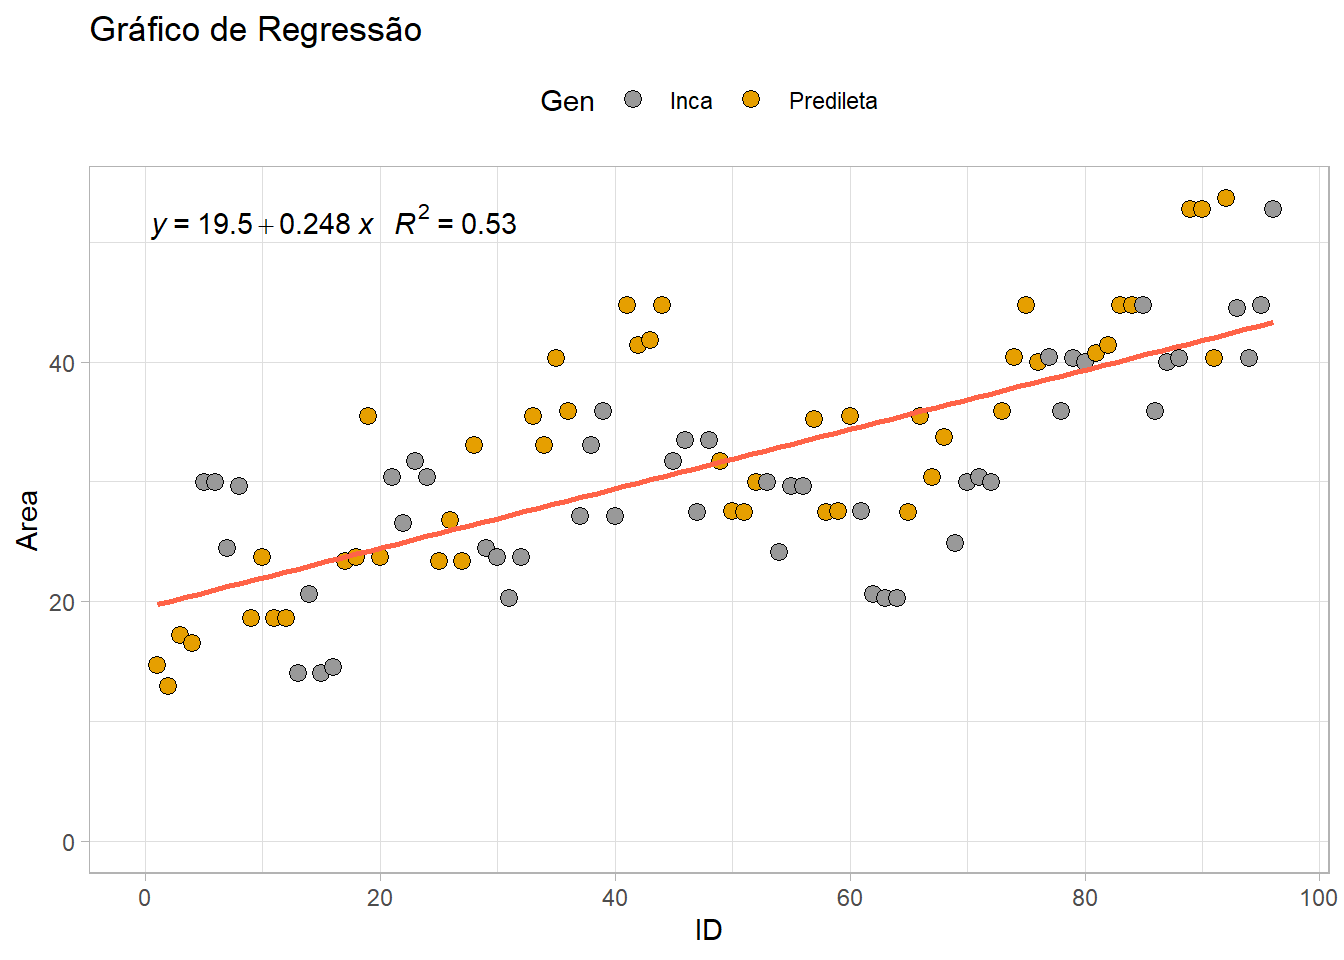 Gráfico de Regressão
Gen Inca Predileta
y = 19.5 + 0.248 x R² = 0.53
Area
40
20
0
0 20 40 60 80 100
ID